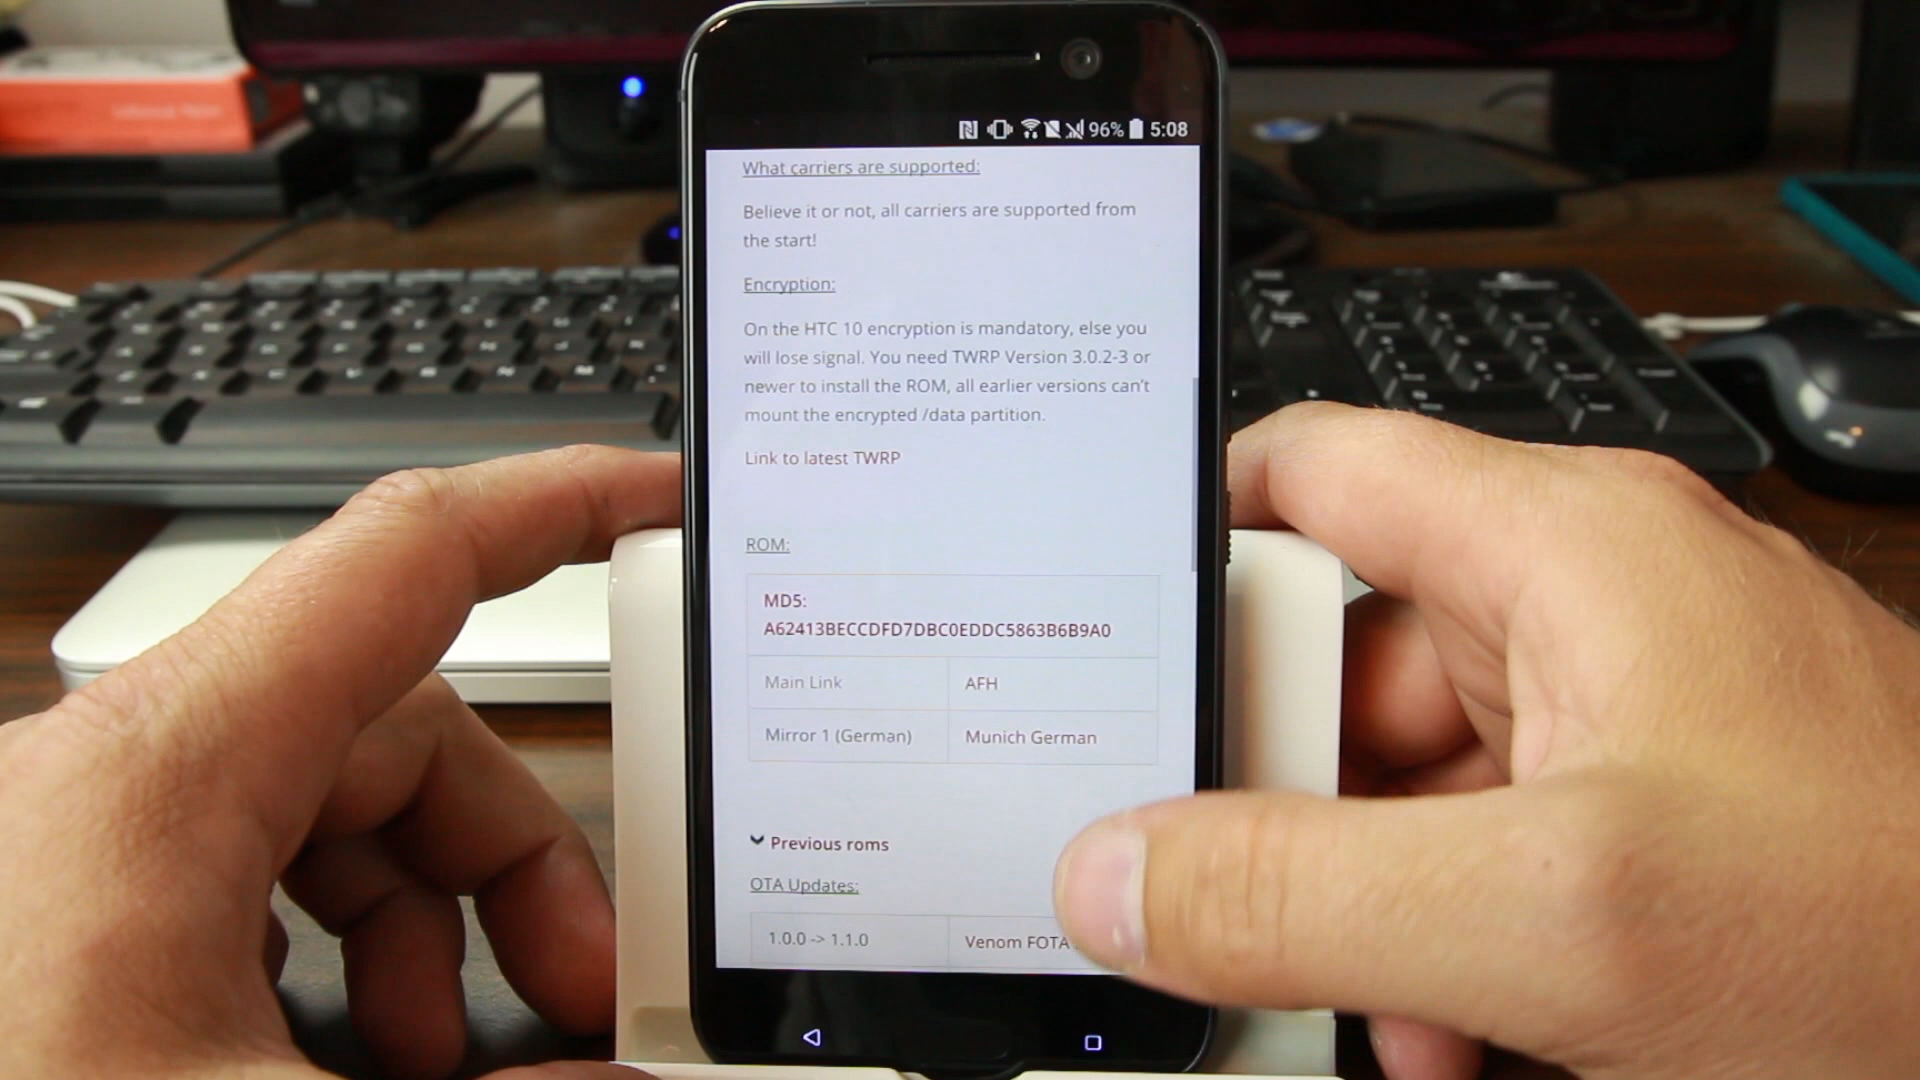 96% 5:08
What carriers are supported:
Believe it or not, all carriers are supported from
the start!
Encryption:
On the HTC 10 encryption is mandatory, else you
will lose signal. You need TWRP Version 3.0.2-3 or
newer to install the ROM, all earlier versions can't
mount the encrypted /data partition.
Link to latest TWRP
ROM:
MD5:
A62413BECCDFD7DBC0EDDC5863B6B9A0
Main Link AFH
Mirror 1 (German) Munich German
Previous roms
OTA Updates:
1.0.0 -> 1.1.0 Venom FOTA